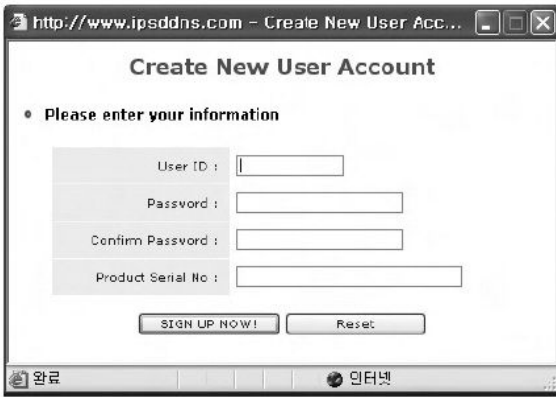 http://www.ipsddns.com - Create New User Acc...
Create New User Account
Please enter your information
User ID :
Password :
Confirm Password :
Product Serial No :
SIGN UP NOW!
Reset
완료
인터넷